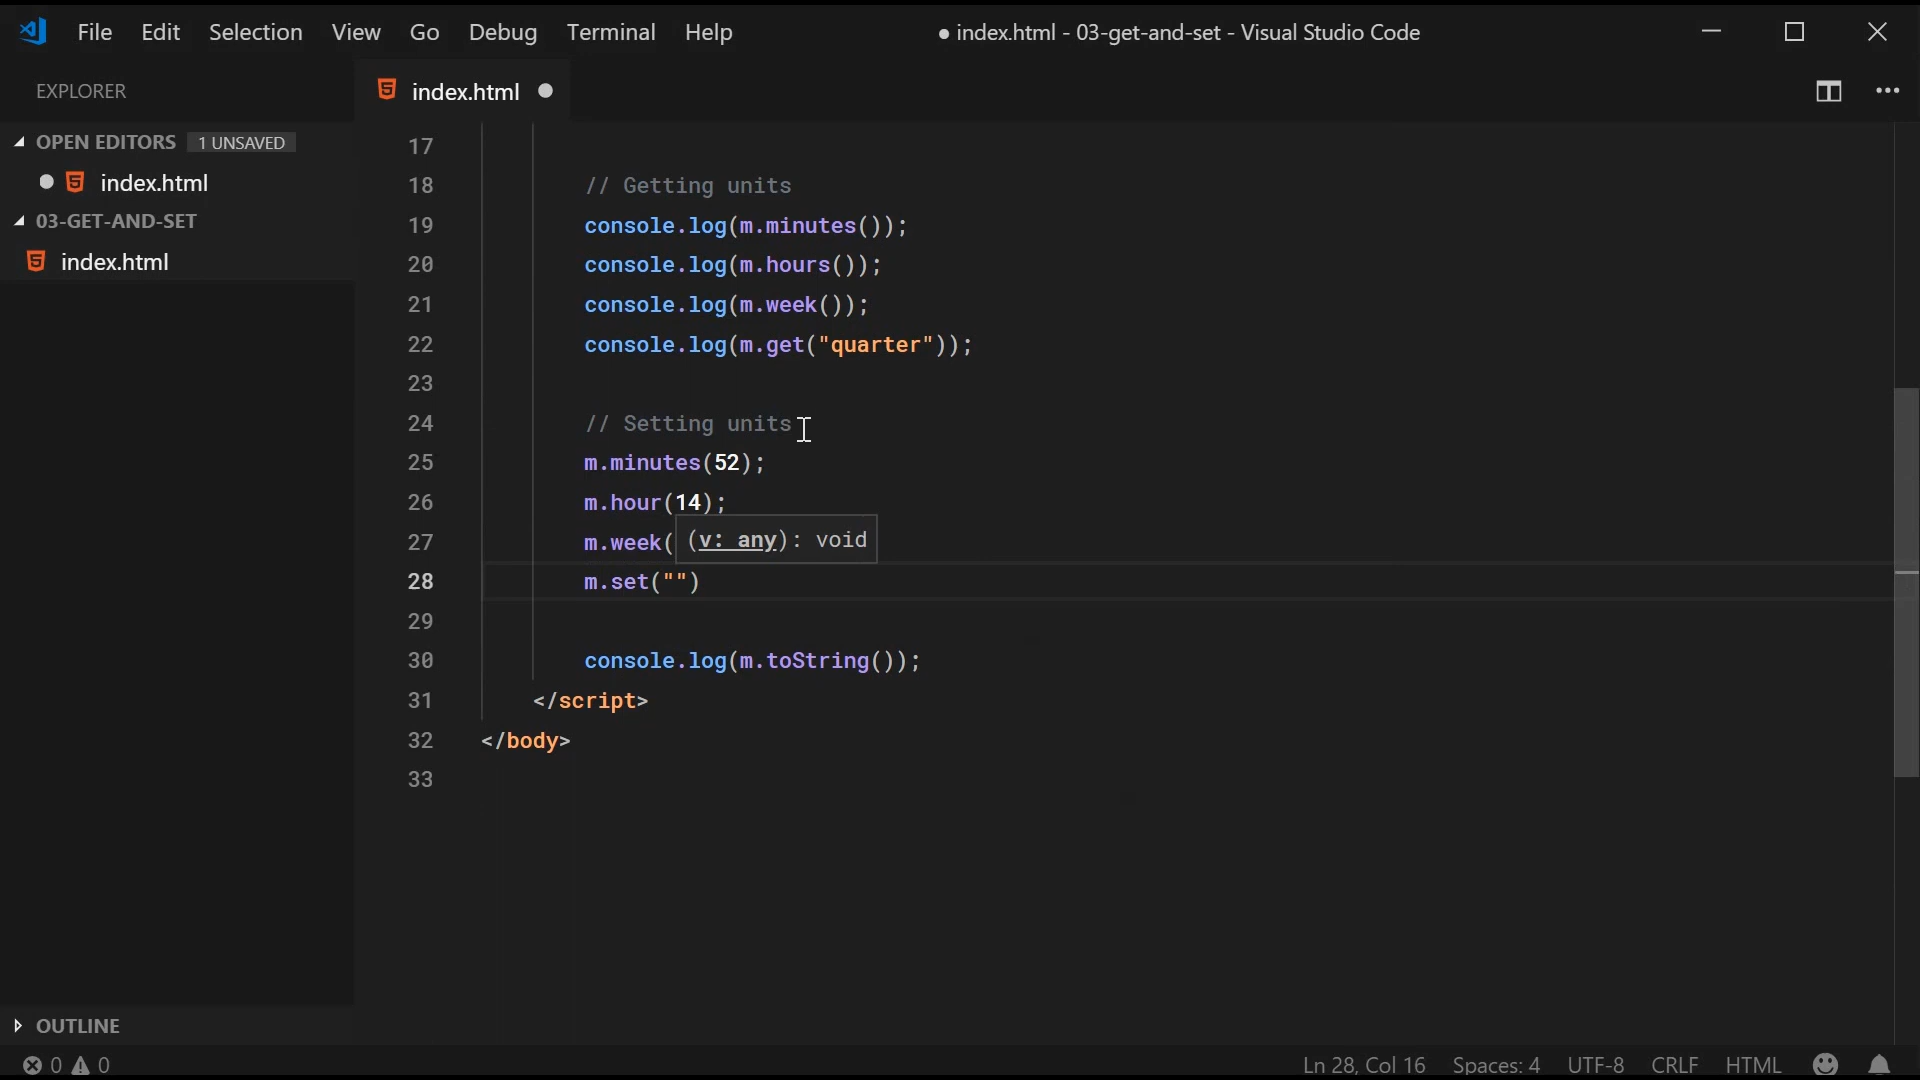 File Edit Selection View Go Debug Terminal Help
● index.html - 03-get-and-set - Visual Studio Code
EXPLORER
OPEN EDITORS 1 UNSAVED
index.html
03-GET-AND-SET
index.html
OUTLINE
index.html
17
18 // Getting units
19 console.log(m.minutes());
20 console.log(m.hours());
21 console.log(m.week());
22 console.log(m.get("quarter"));
23
24 // Setting units
25 m.minutes(52);
26 m.hour(14);
27 m.week(
(v: any): void
28 m.set("")
29
30 console.log(m.toString());
31 </script>
32 </body>
33
0 0
Ln 28, Col 16 Spaces: 4 UTF-8 CRLF HTML